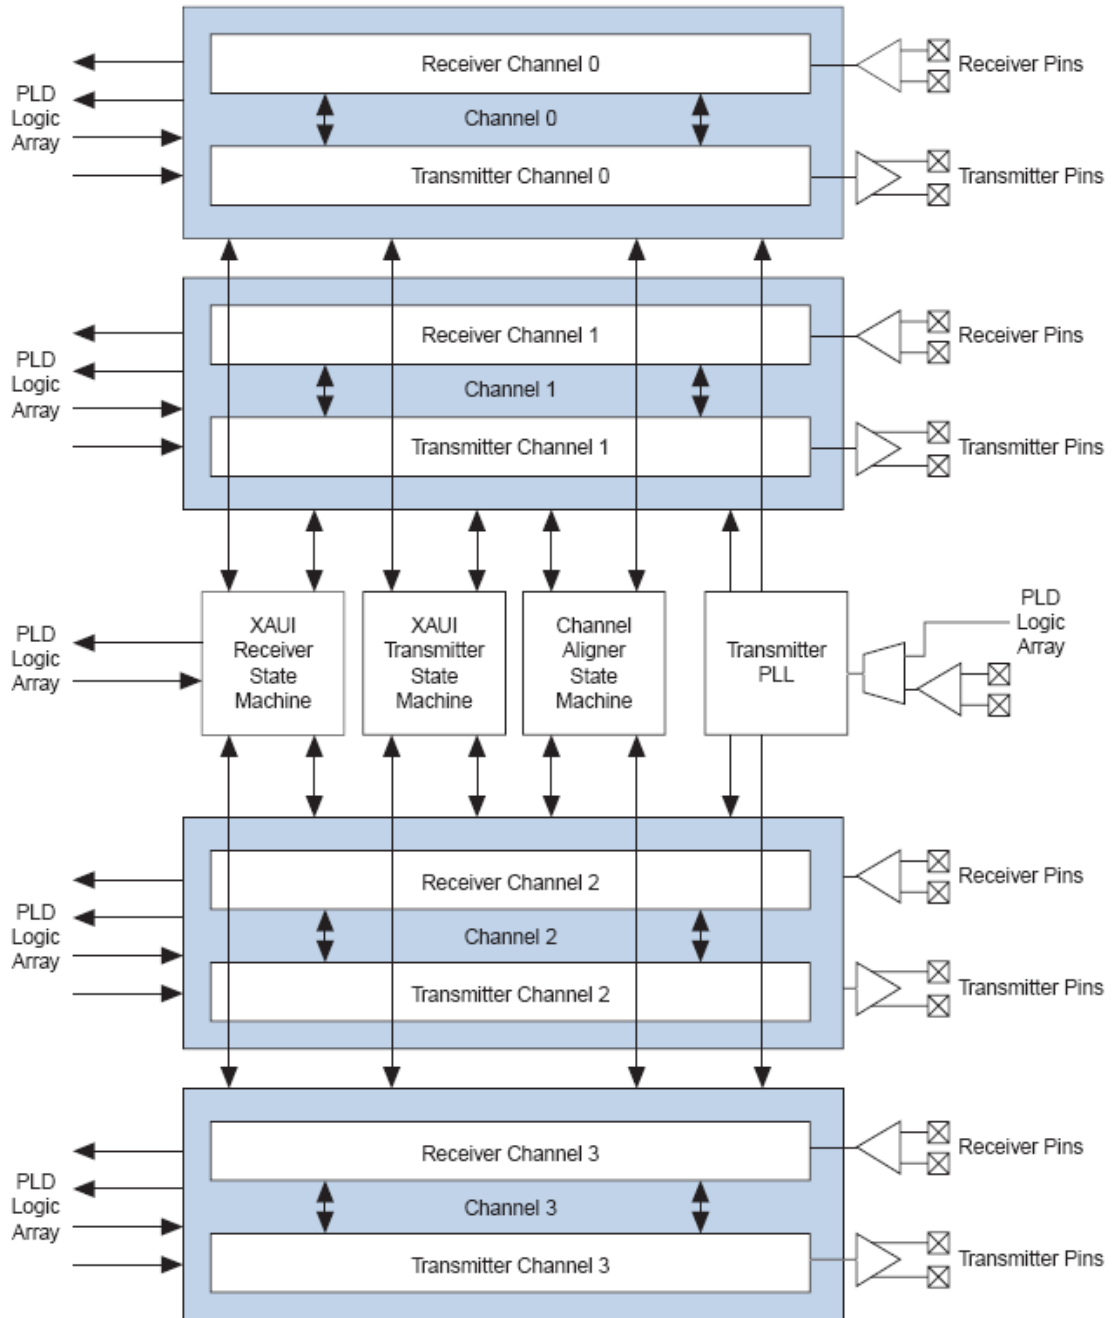 Receiver Channel 0
Receiver Pins
PLD
Logic
Array
Channel 0
Transmitter Channel 0
Transmitter Pins
Receiver Channel 1
Receiver Pins
PLD
Logic
Array
Channel 1
Transmitter Channel 1
Transmitter Pins
PLD
Logic
Array
XAUI
Receiver
State
Machine
XAUI
Transmitter
State
Machine
Channel
Aligner
State
Machine
Transmitter
PLL
PLD
Logic
Array
Receiver Channel 2
Receiver Pins
PLD
Logic
Array
Channel 2
Transmitter Channel 2
Transmitter Pins
Receiver Channel 3
Receiver Pins
PLD
Logic
Array
Channel 3
Transmitter Channel 3
Transmitter Pins